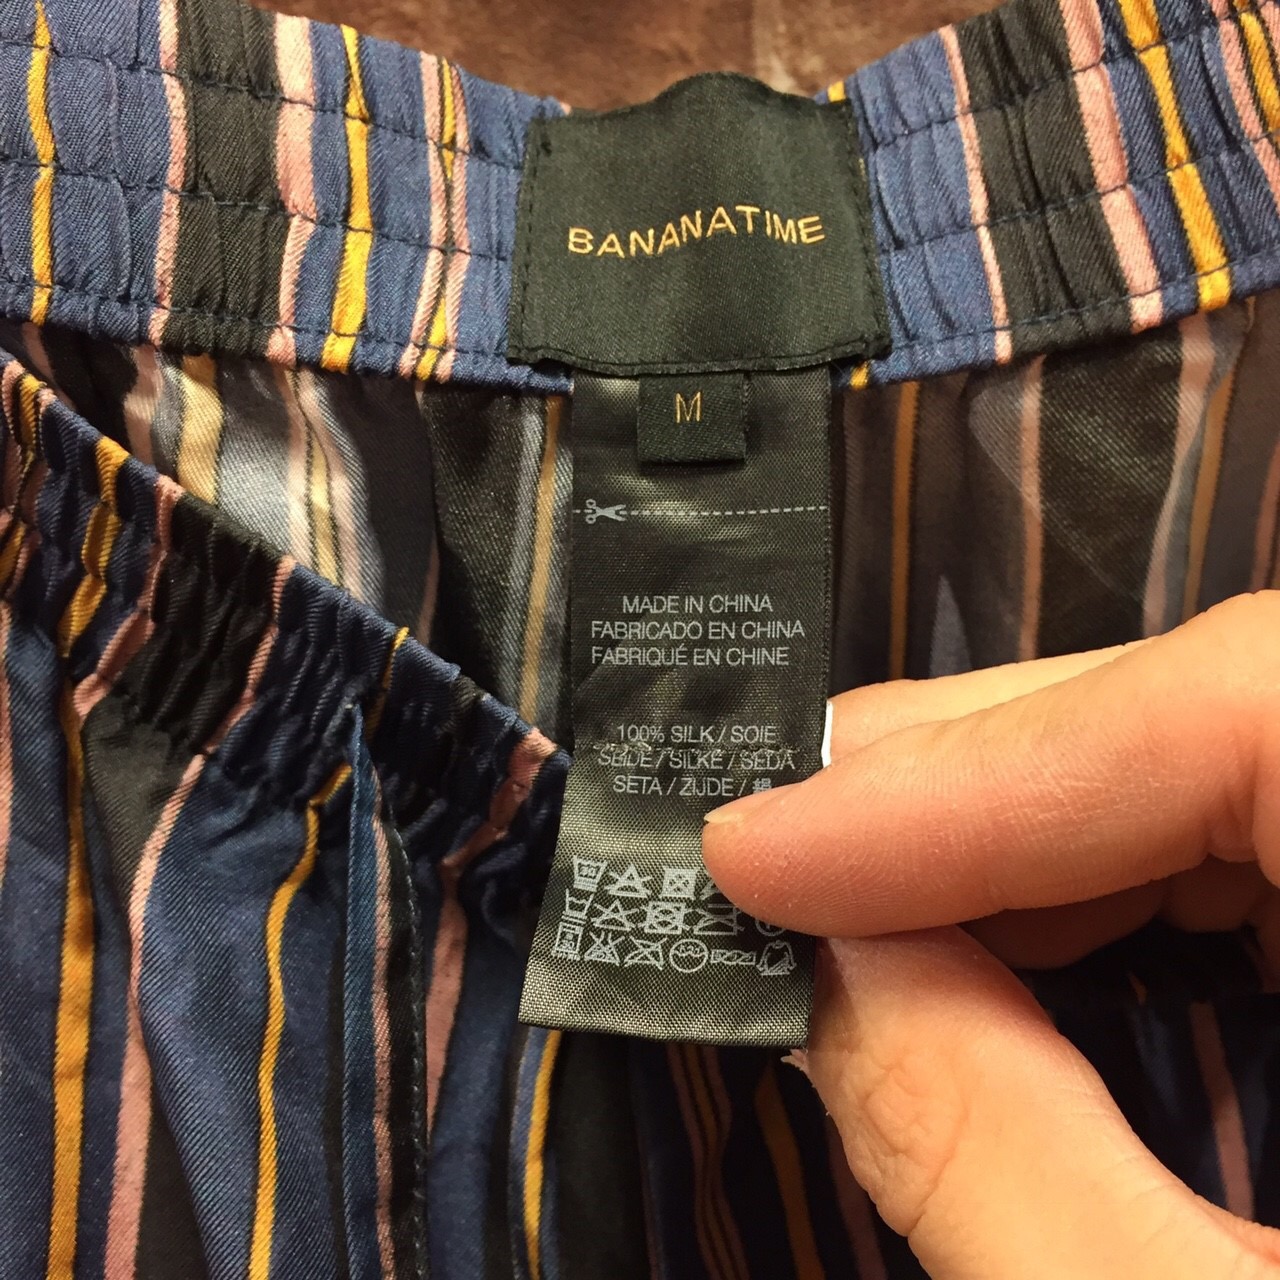 BANANATIME
M
MADE IN CHINA
FABRICADO EN CHINA
FABRIQUÉ EN CHINE
100% SILK / SOIE
SEIDE / SILKE / SEDA
SETA / ZIJDE / 絹